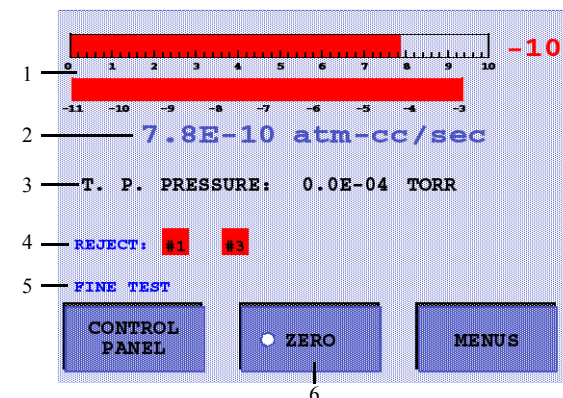 -10
0 1 2 3 4 5 6 7 8 9 10
1
-11 -10 -9 -8 -7 -6 -5 -4 -3
2 7.8E-10 atm-cc/sec
3 T. P. PRESSURE: 0.0E-04 TORR
4 REJECT: #1 #3
5 FINE TEST
CONTROL PANEL
ZERO
MENUS
6